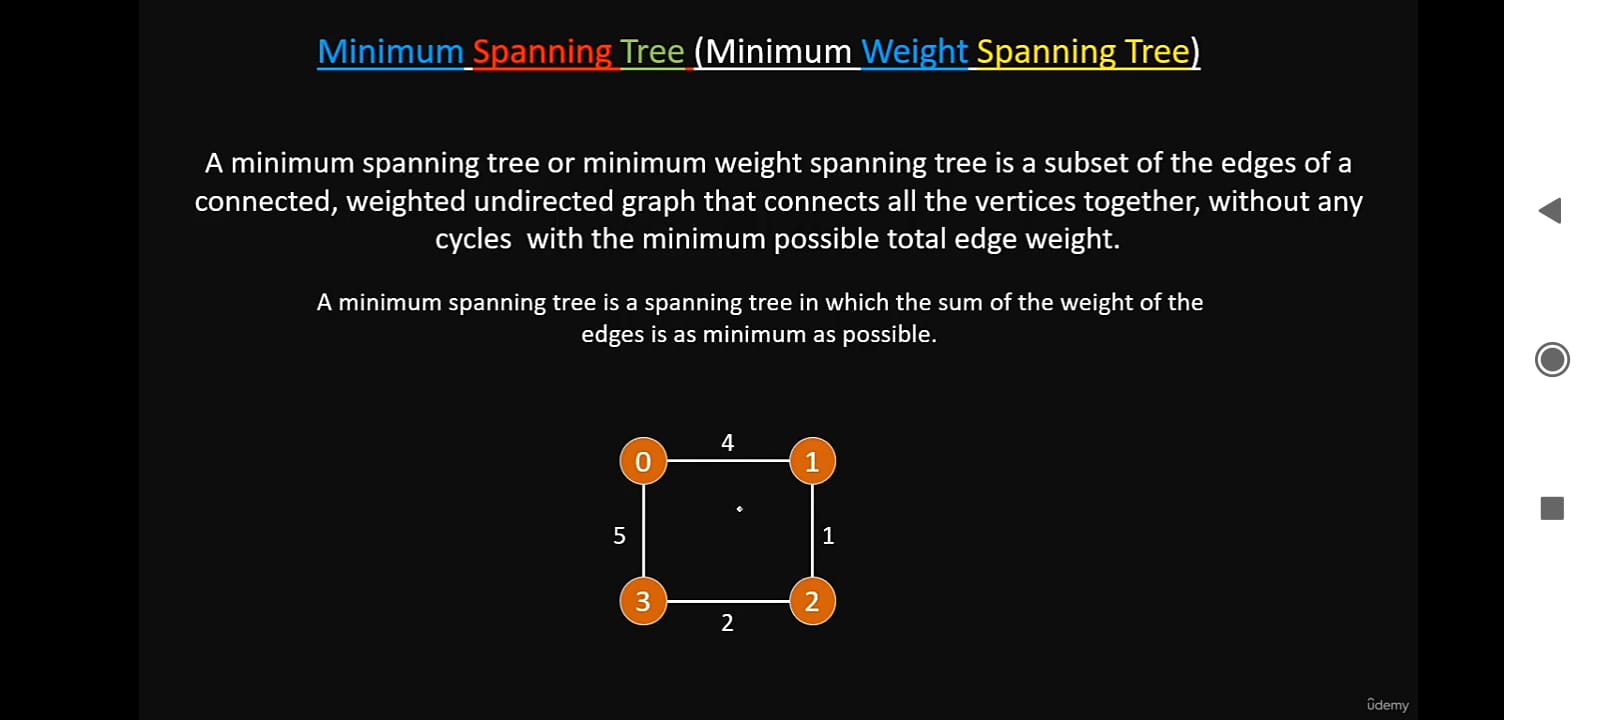 Minimum Spanning Tree (Minimum Weight Spanning Tree)
A minimum spanning tree or minimum weight spanning tree is a subset of the edges of a
connected, weighted undirected graph that connects all the vertices together, without any
cycles  with the minimum possible total edge weight.
A minimum spanning tree is a spanning tree in which the sum of the weight of the
edges is as minimum as possible.
4
0 1
5 1
3 2
2
ûdemy